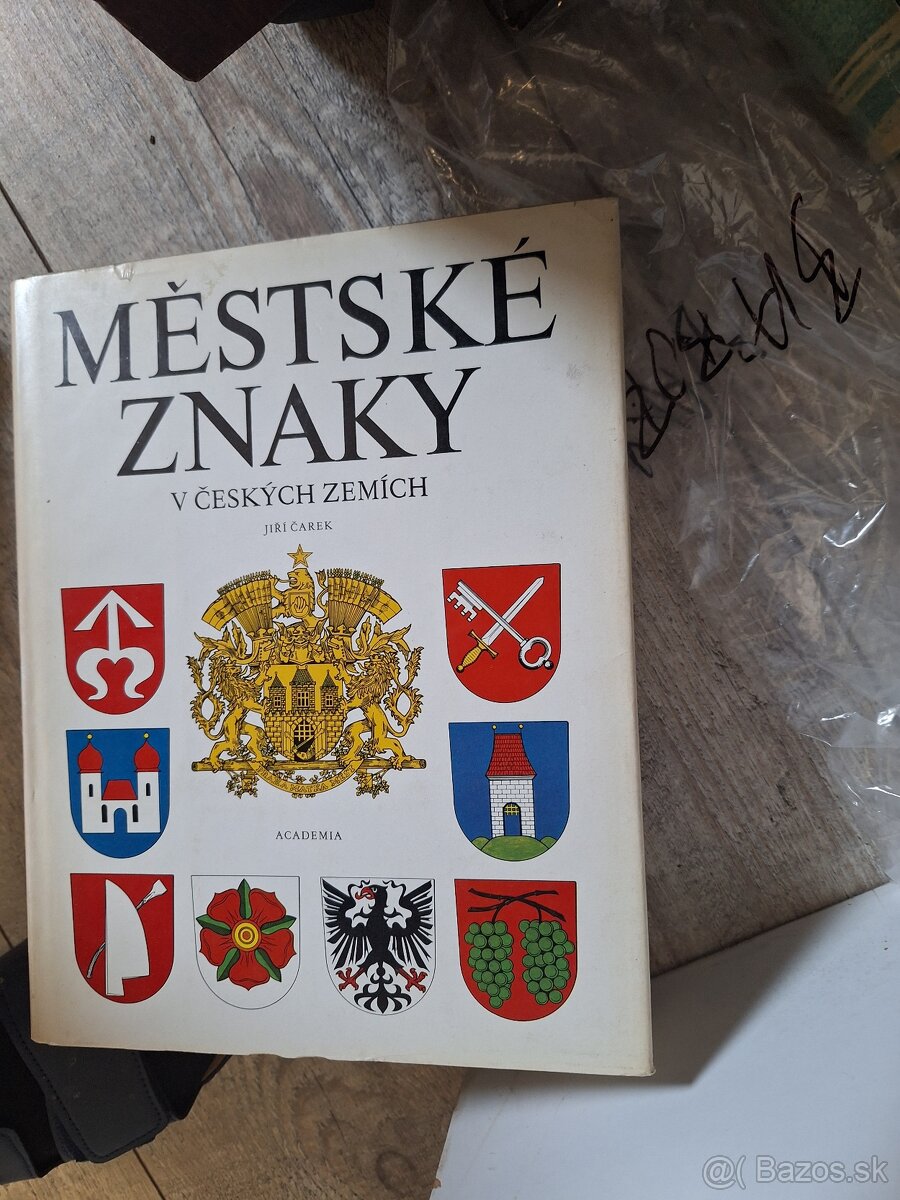 MĚSTSKÉ
ZNAKY
V ČESKÝCH ZEMÍCH
JIŘÍ ČAREK
ACADEMIA
@( Bazos.sk